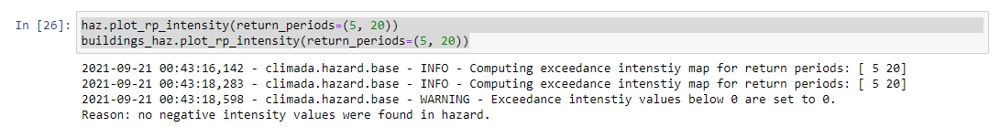 In [26]: haz.plot_rp_intensity(return_periods=(5, 20))
buildings_haz.plot_rp_intensity(return_periods=(5, 20))
2021-09-21 00:43:16,142 - climada.hazard.base - INFO - Computing exceedance intenstiy map for return periods: [ 5 20]
2021-09-21 00:43:18,283 - climada.hazard.base - INFO - Computing exceedance intenstiy map for return periods: [ 5 20]
2021-09-21 00:43:18,598 - climada.hazard.base - WARNING - Exceedance intenstiy values below 0 are set to 0.
Reason: no negative intensity values were found in hazard.